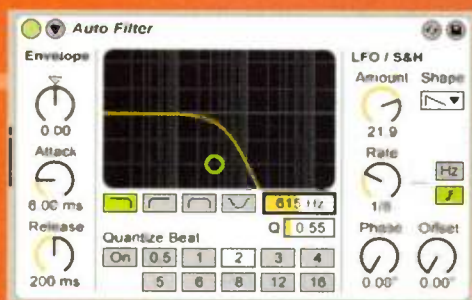 Auto Filter
Envelope
0.00
Attack
6.00 ms
Release
200 ms
615 Hz
Q 0.55
Quantize Beat
On 0.5 1 2 3 4
5 6 8 12 16
LFO / S&H
Amount Shape
21.9
Rate
Hz
1/8
Phase Offset
0.00° 0.00°